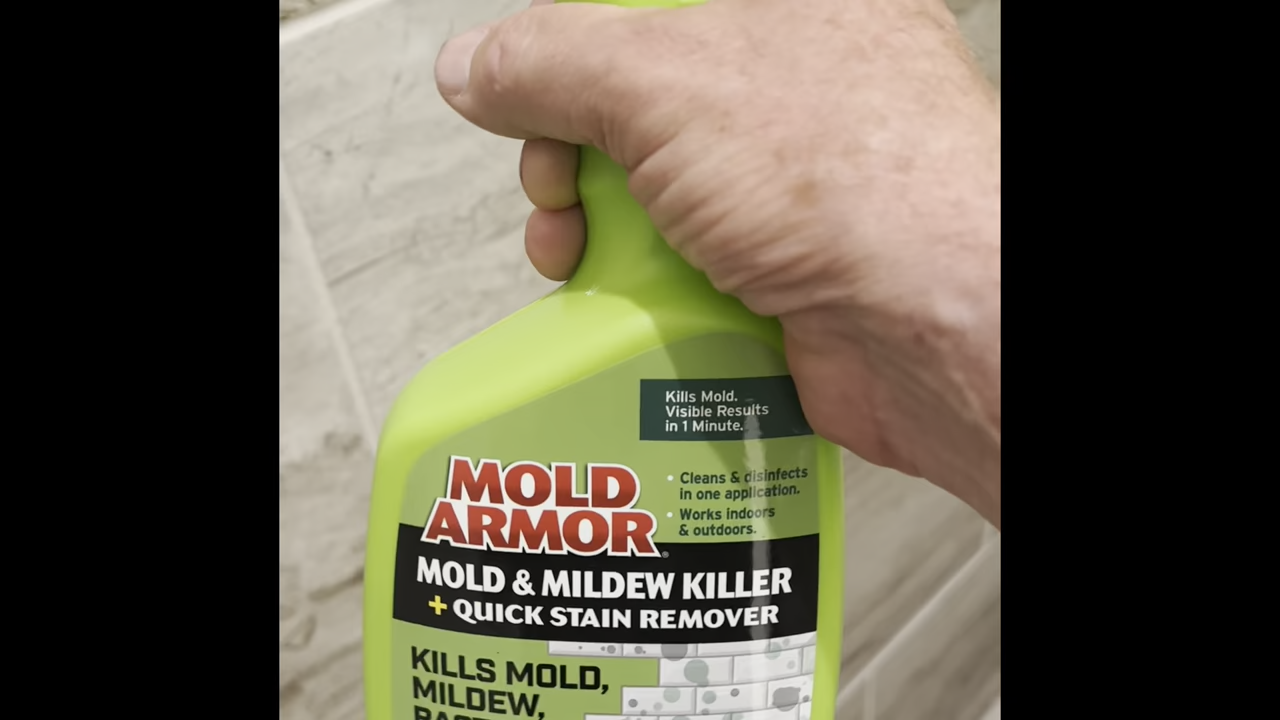 Kills Mold.
Visible Results
in 1 Minute.
• Cleans & disinfects
in one application.
• Works indoors
& outdoors.
MOLD
ARMOR®
MOLD & MILDEW KILLER
+ QUICK STAIN REMOVER
KILLS MOLD,
MILDEW,